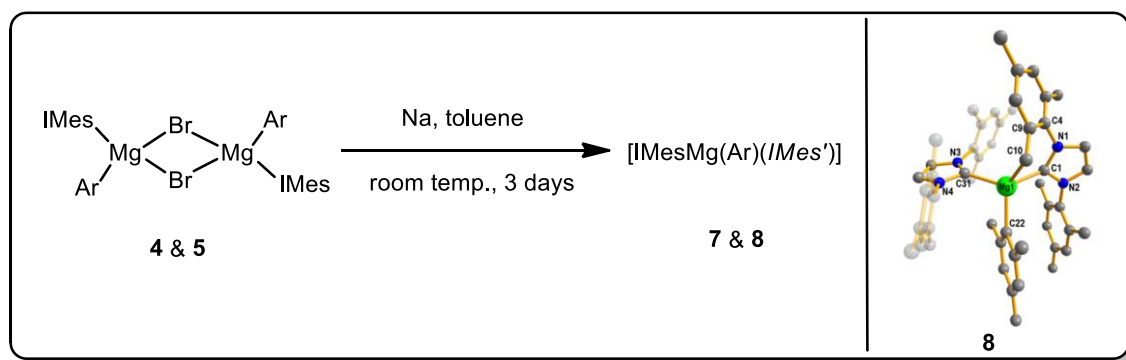 IMes
Br
Ar
Mg
Mg
Ar
Br
IMes
Na, toluene
room temp., 3 days
[IMesMg(Ar)(IMes')]
4 & 5
7 & 8
C9
C4
C10
N1
N3
C31
N4
C1
Mg1
N2
C22
8